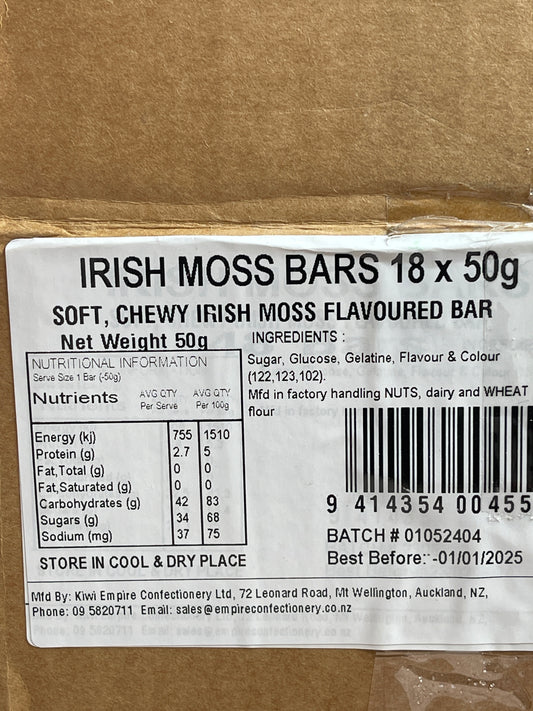 IRISH MOSS BARS 18 x 50g
SOFT, CHEWY IRISH MOSS FLAVOURED BAR
Net Weight 50g
NUTRITIONAL INFORMATION
Serve Size 1 Bar (-50g)
Nutrients AVG QTY Per Serve AVG QTY Per 100g
Energy (kj) 755 1510
Protein (g) 2.7 5
Fat,Total (g) 0 0
Fat,Saturated (g) 0 0
Carbohydrates (g) 42 83
Sugars (g) 34 68
Sodium (mg) 37 75
STORE IN COOL & DRY PLACE
INGREDIENTS :
Sugar, Glucose, Gelatine, Flavour & Colour
(122,123,102).
Mfd in factory handling NUTS, dairy and WHEAT
flour
9 414354 00455
BATCH # 01052404
Best Before:-01/01/2025
Mfd By: Kiwi Empire Confectionery Ltd, 72 Leonard Road, Mt Wellington, Auckland, NZ,
Phone: 09 5820711 Email: sales@empireconfectionery.co.nz